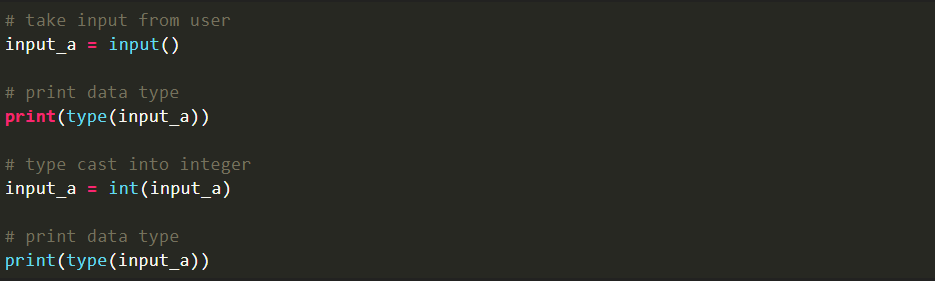 # take input from user
input_a = input()
# print data type
print(type(input_a))
# type cast into integer
input_a = int(input_a)
# print data type
print(type(input_a))